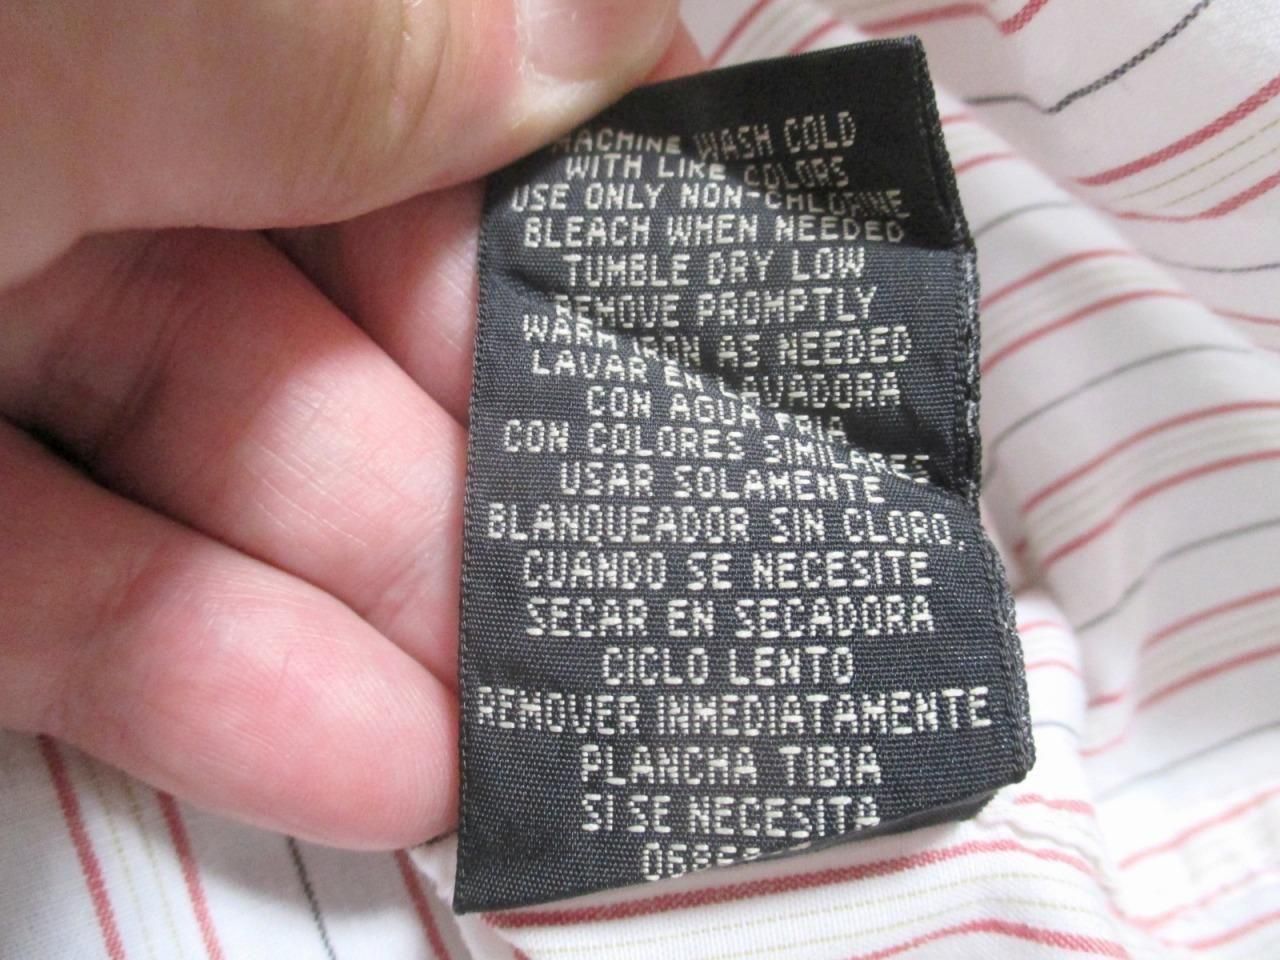 MACHINE WASH COLD
WITH LIKE COLORS
USE ONLY NON-CHLORINE
BLEACH WHEN NEEDED
TUMBLE DRY LOW
REMOVE PROMPTLY
WARM IRON AS NEEDED
LAVAR EN LAVADORA
CON AGUA FRIA
CON COLORES SIMILARES
USAR SOLAMENTE
BLANQUEADOR SIN CLORO,
CUANDO SE NECESITE
SECAR EN SECADORA
CICLO LENTO
REMOVER INMEDIATAMENTE
PLANCHA TIBIA
SI SE NECESITA